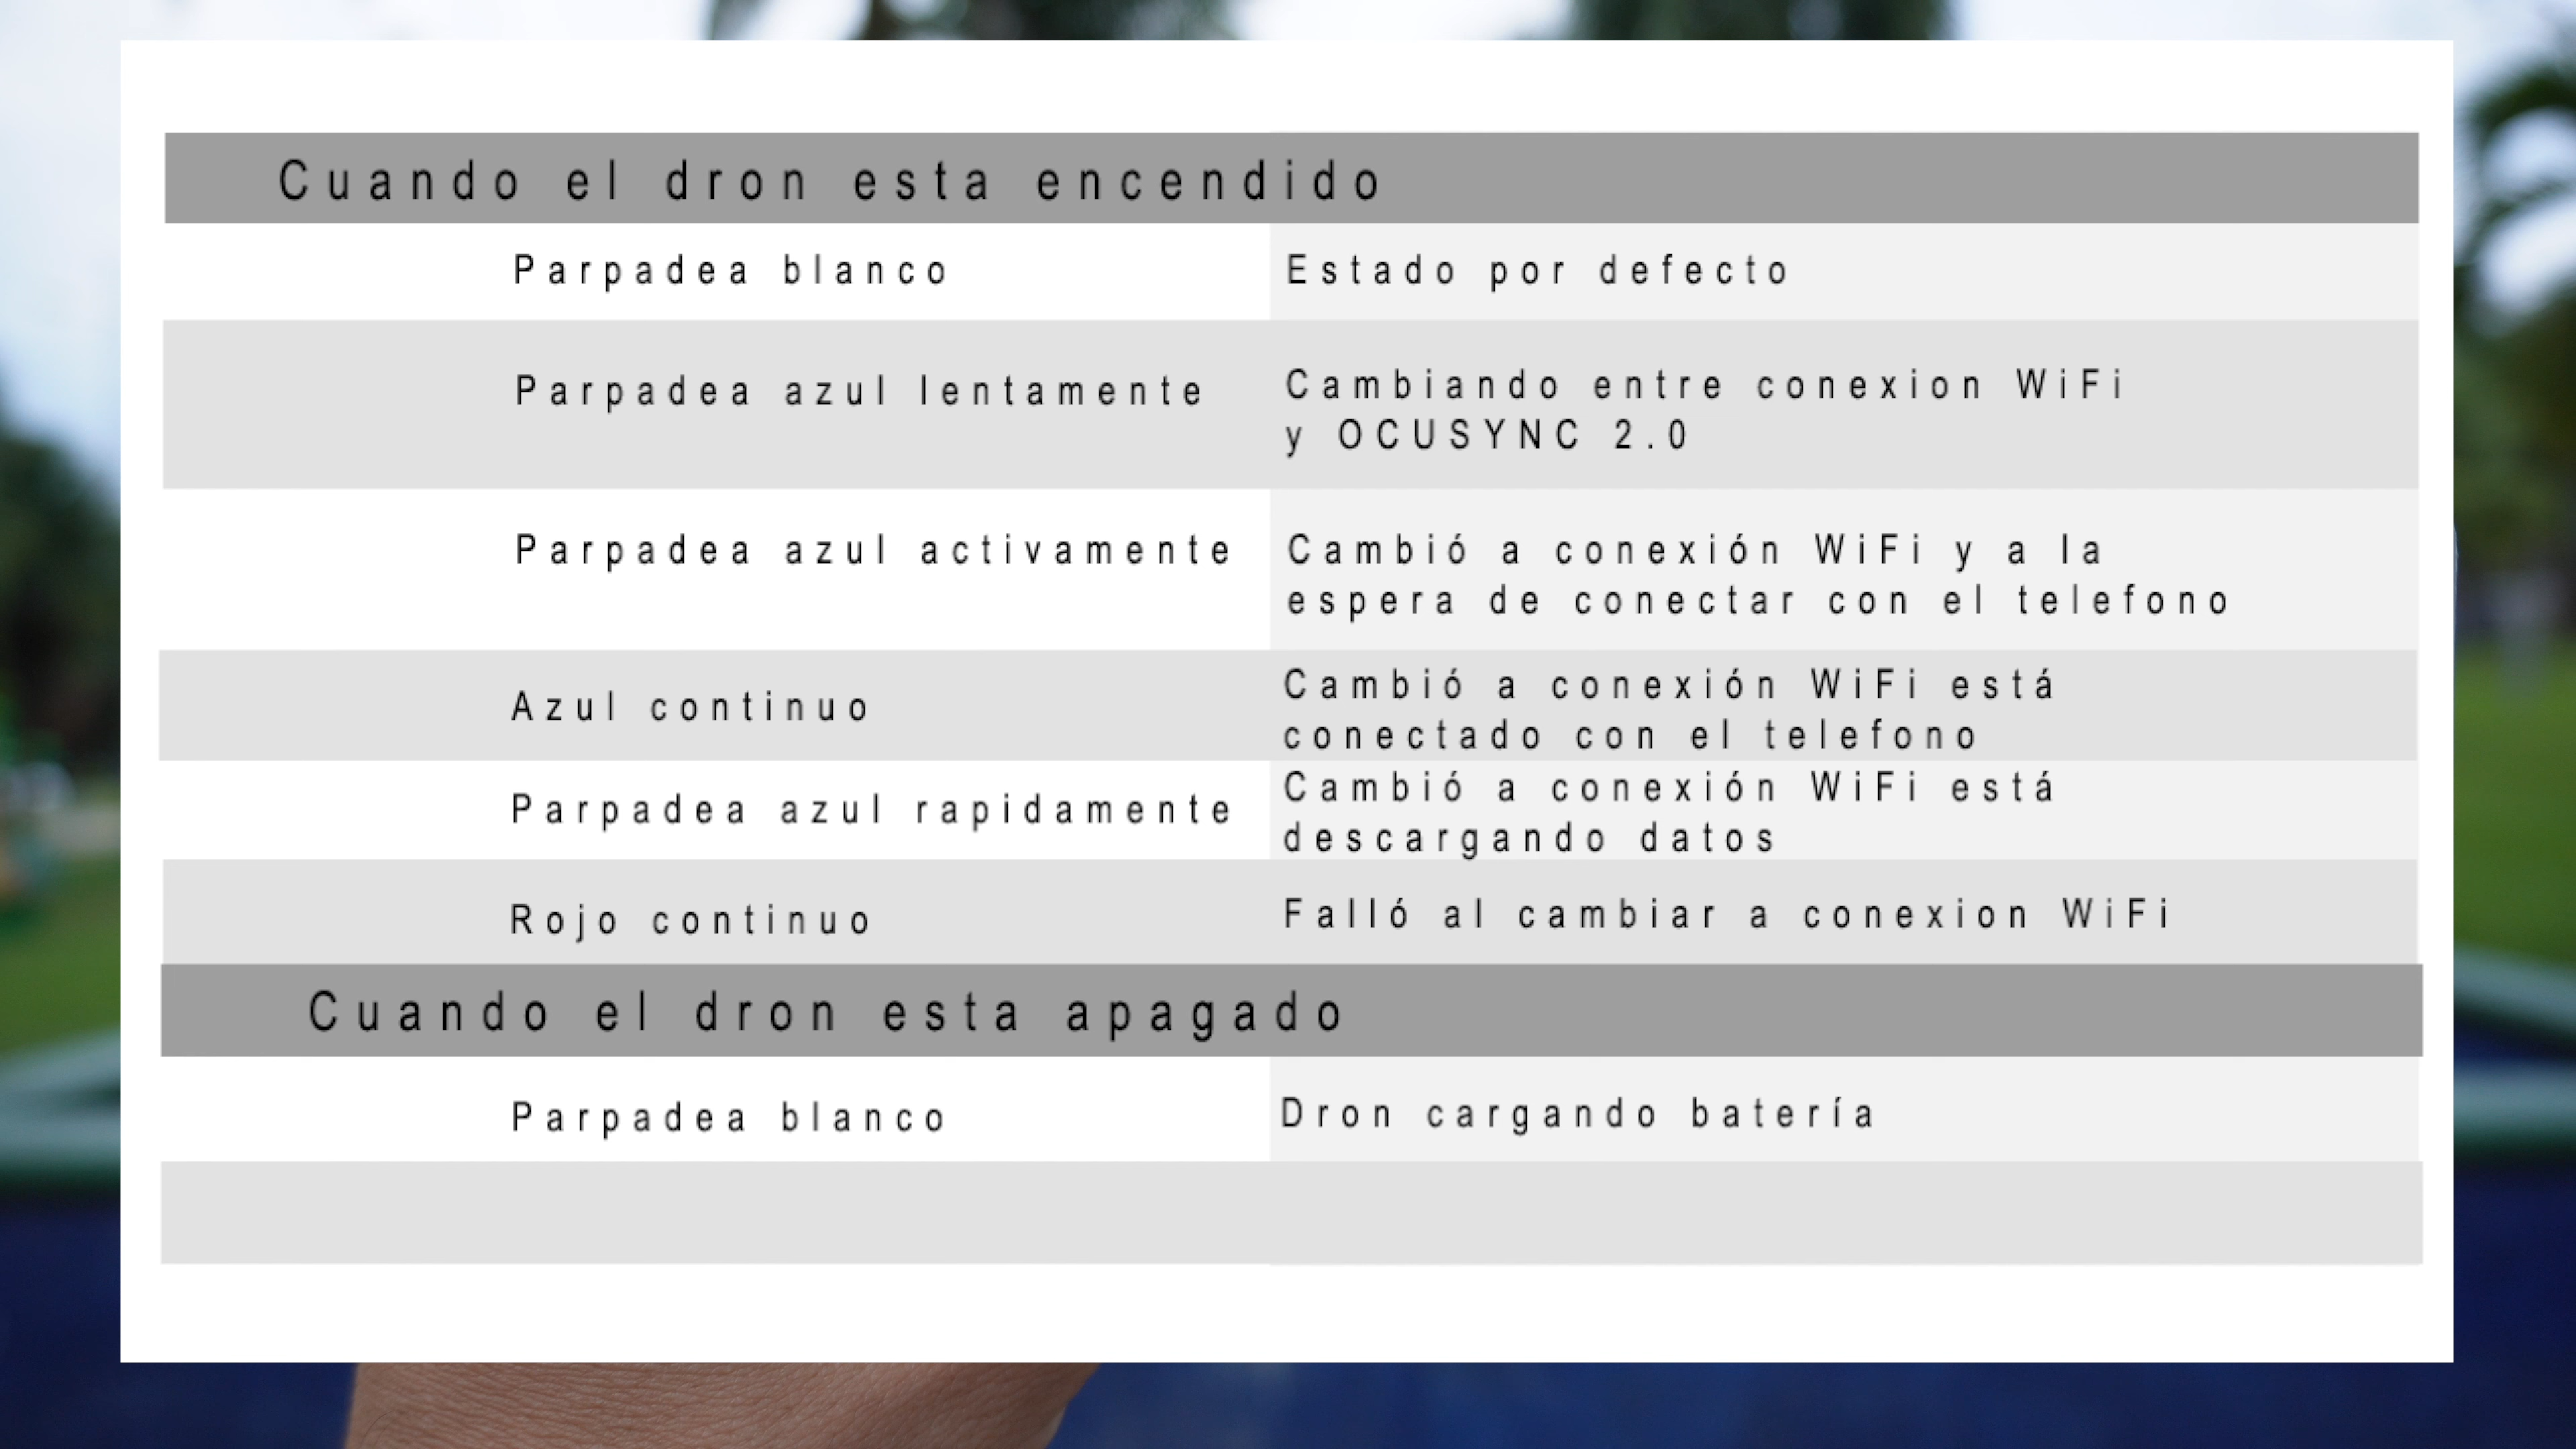 Cuando el dron esta encendido
Parpadea blanco
Estado por defecto
Parpadea azul lentamente
Cambiando entre conexion WiFi
y OCUSYNC 2.0
Parpadea azul activamente
Cambió a conexión WiFi y a la
espera de conectar con el telefono
Azul continuo
Cambió a conexión WiFi está
conectado con el telefono
Parpadea azul rapidamente
Cambió a conexión WiFi está
descargando datos
Rojo continuo
Falló al cambiar a conexion WiFi
Cuando el dron esta apagado
Parpadea blanco
Dron cargando batería